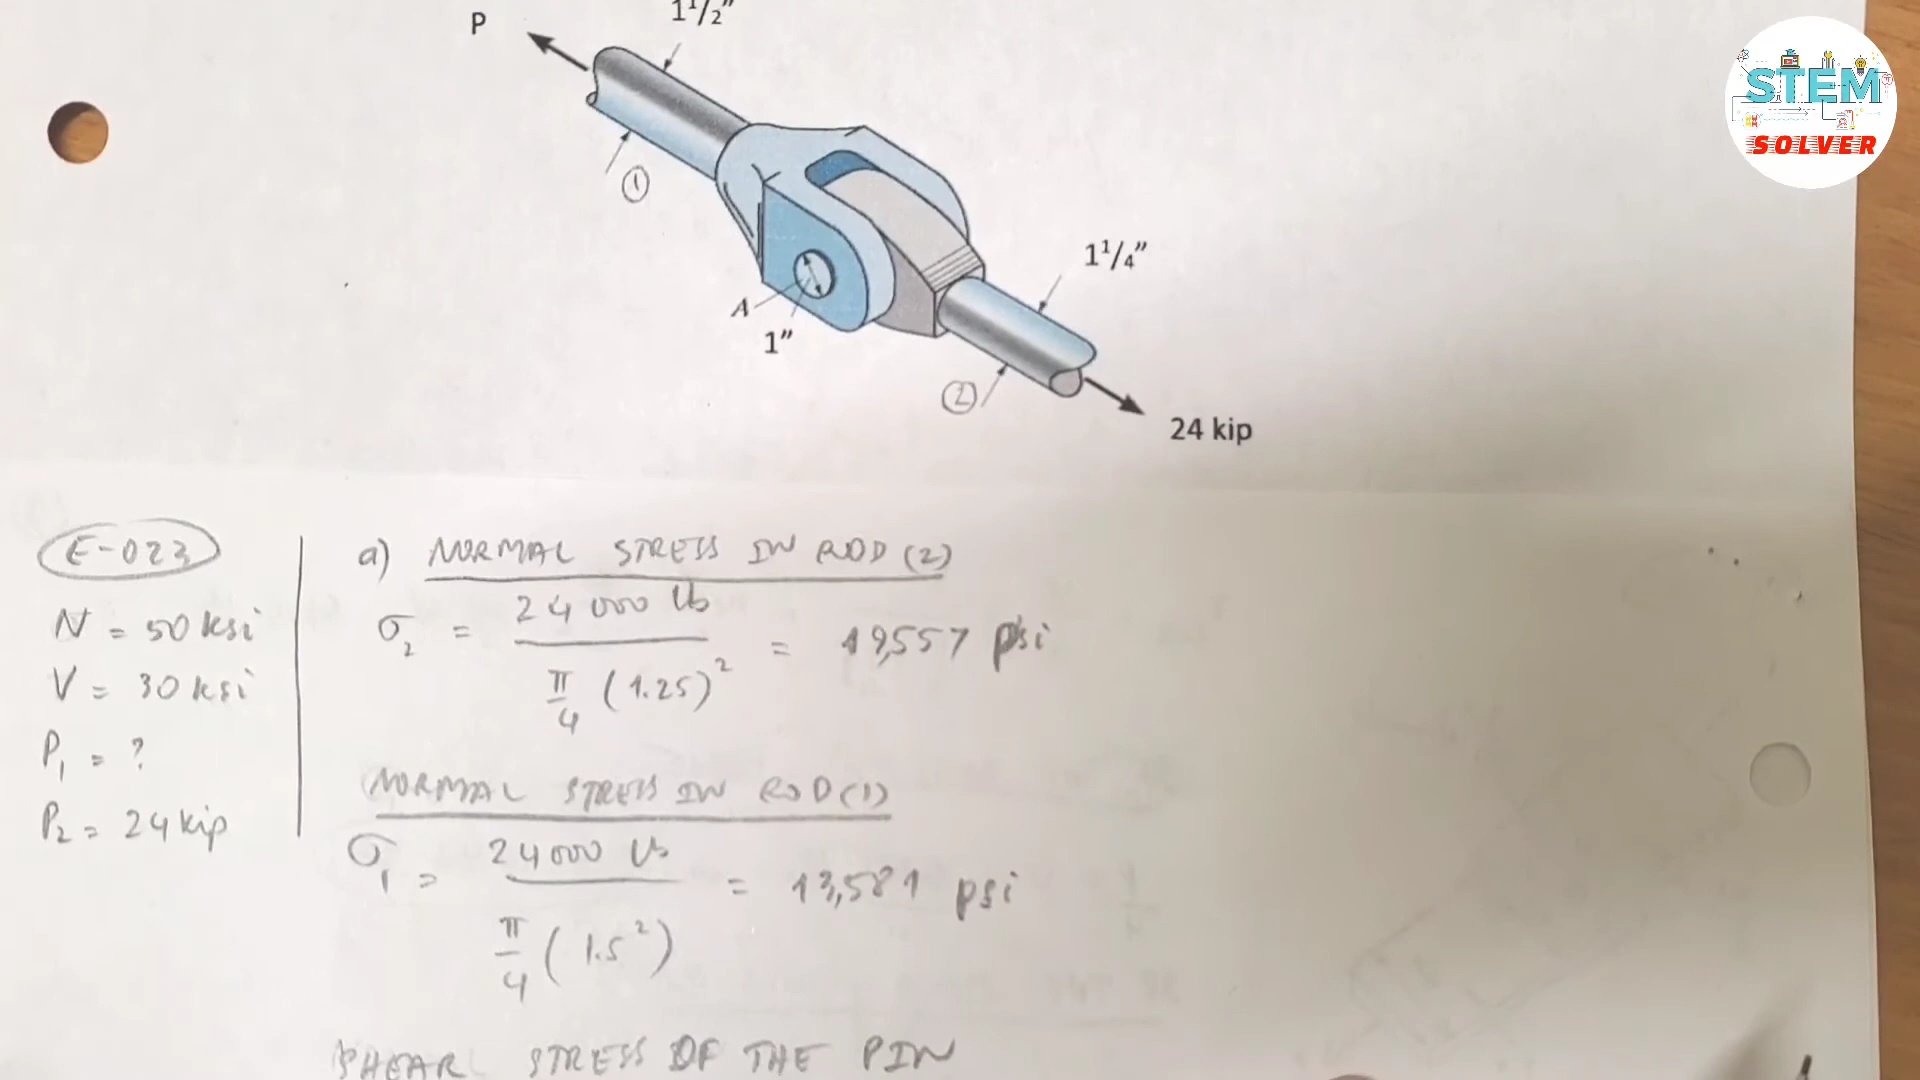 1 1/2"
P
STEM
SOLVER
①
1 1/4"
A
1"
②
24 kip
E-023
N = 50 ksi
V = 30 ksi
P1 = ?
P2 = 24 kip
a) NORMAL STRESS IN ROD (2)
σ2 = 24 000 lb / π/4 (1.25)² = 19,557 psi
NORMAL STRESS IN ROD (1)
σ1 = 24 000 lb / π/4 (1.5²) = 13,581 psi
SHEAR STRESS OF THE PIN